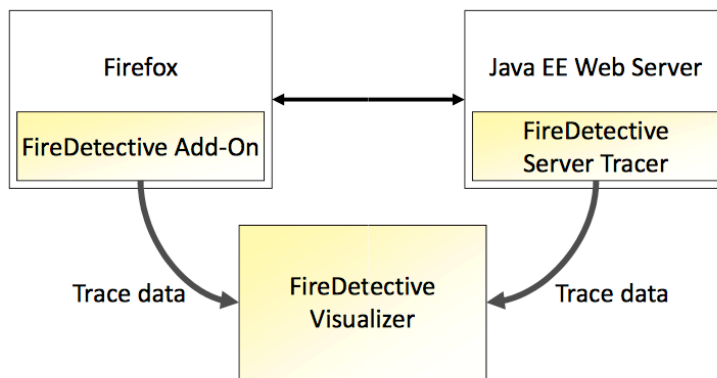 Firefox
Java EE Web Server
FireDetective Add-On
FireDetective
Server Tracer
Trace data
FireDetective
Visualizer
Trace data